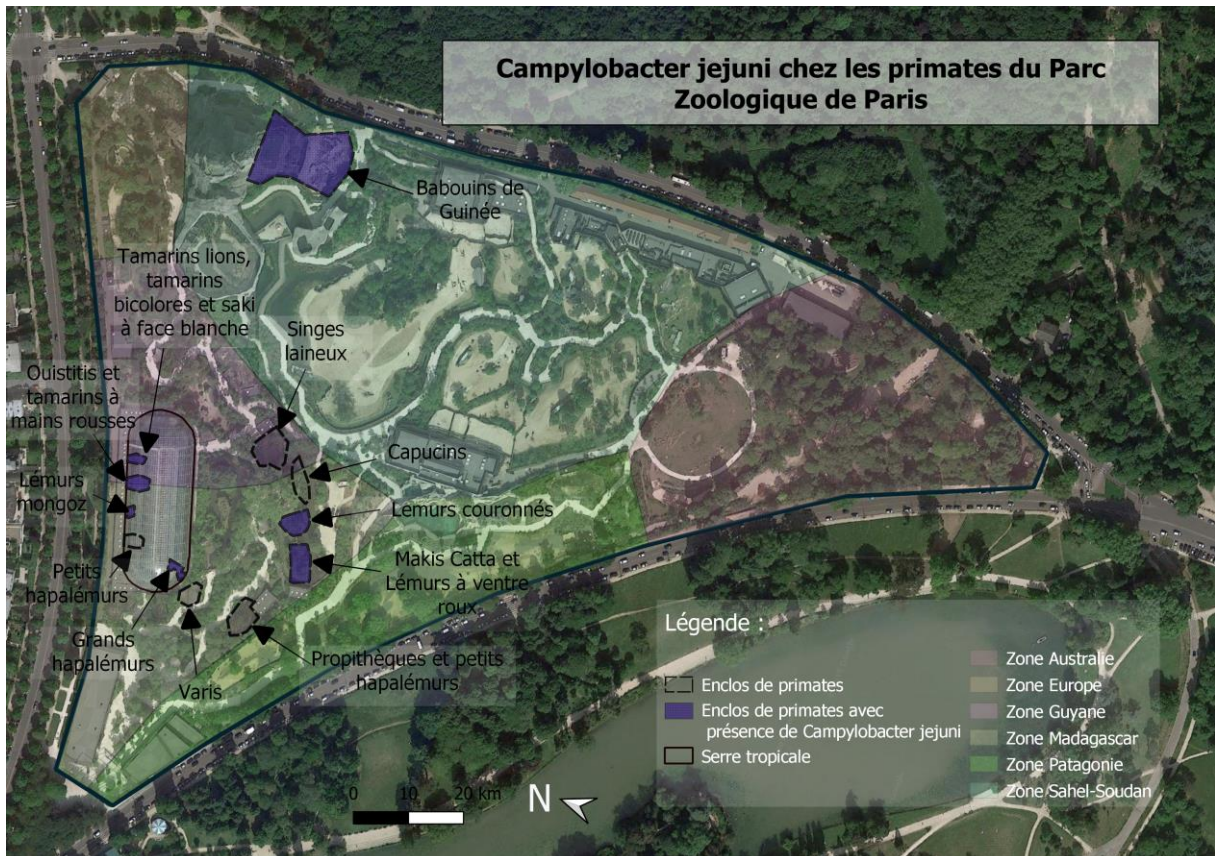 Campylobacter jejuni chez les primates du Parc
Zoologique de Paris
Babouins de
Guinée
Tamarins lions,
tamarins
bicolores et saki
à face blanche
Singes
laineux
Ouistitis et
tamarins à
mains rousses
Capucins
Lémurs
mongoz
Lemurs couronnés
Petits
hapalémurs
Makis Catta et
Lémurs à ventre
roux
Grands
hapalémurs
Varis
Propithèques et petits
hapalémurs
Légende :
Enclos de primates
Enclos de primates avec
présence de Campylobacter jejuni
Serre tropicale
Zone Australie
Zone Europe
Zone Guyane
Zone Madagascar
Zone Patagonie
Zone Sahel-Soudan
0 10 20 km
N